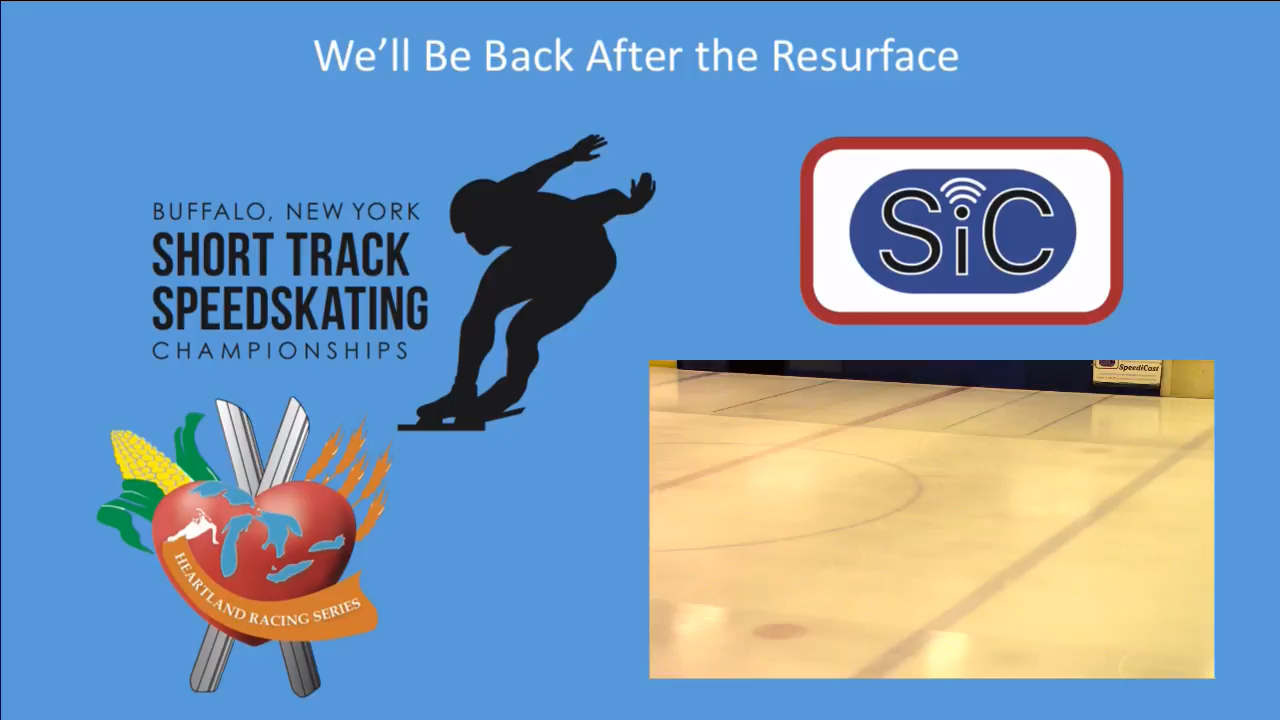 We'll Be Back After the Resurface
BUFFALO, NEW YORK
SHORT TRACK
SPEEDSKATING
CHAMPIONSHIPS
SiC
SpeediCast
HEARTLAND RACING SERIES